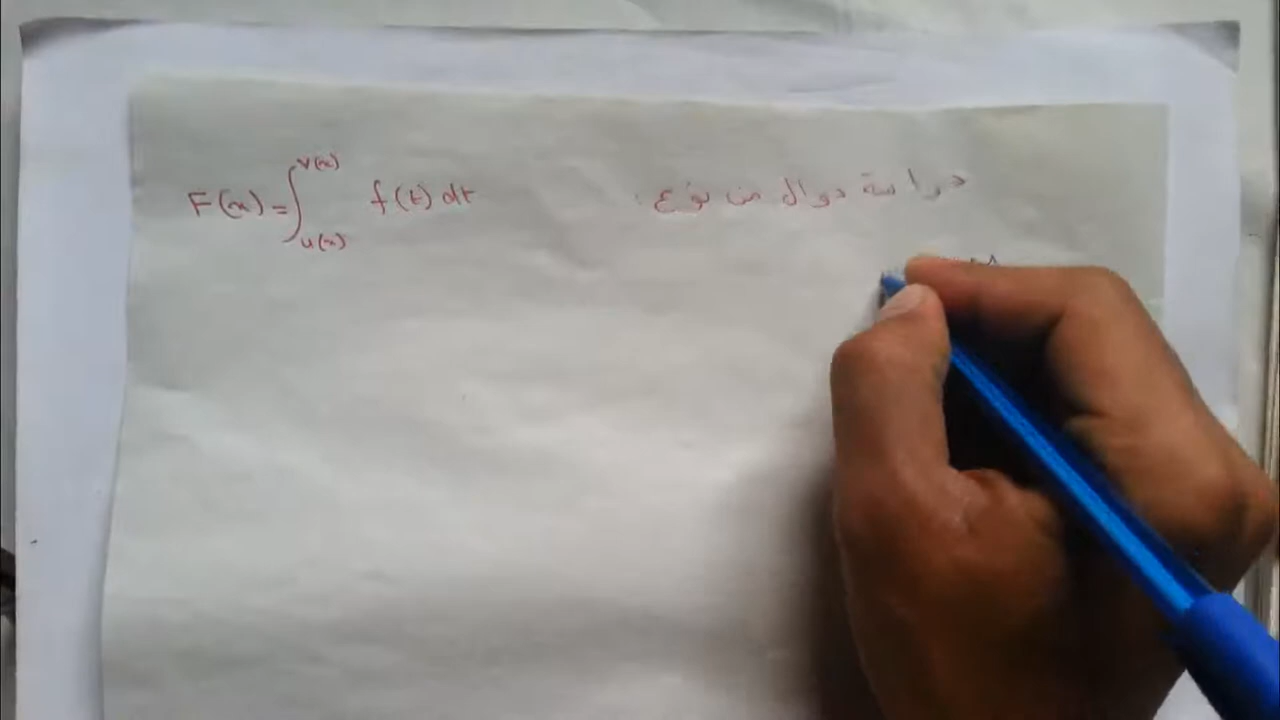 دراسة دوال من نوع : F(x) = ∫_{u(x)}^{v(x)} f(t) dt